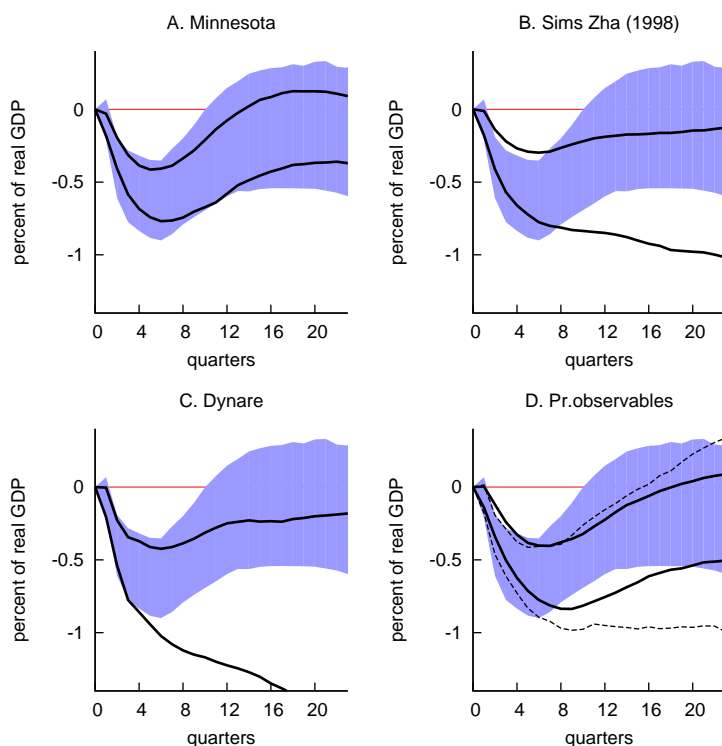 A. Minnesota
percent of real GDP
0
-0.5
-1
0 4 8 12 16 20
quarters
B. Sims Zha (1998)
percent of real GDP
0
-0.5
-1
0 4 8 12 16 20
quarters
C. Dynare
percent of real GDP
0
-0.5
-1
0 4 8 12 16 20
quarters
D. Pr.observables
percent of real GDP
0
-0.5
-1
0 4 8 12 16 20
quarters